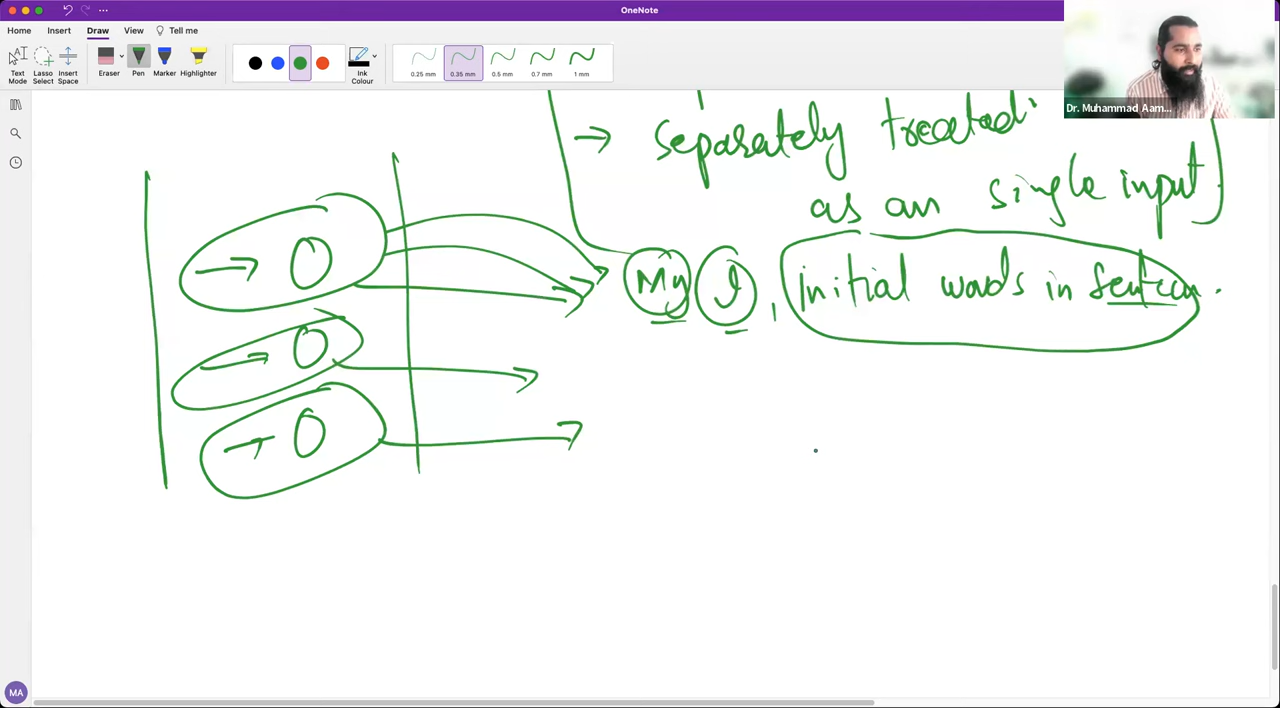 OneNote
Home Insert Draw View Tell me
Text Mode
Lasso Select
Insert Space
Eraser
Pen
Marker
Highlighter
Ink Colour
0.25 mm
0.35 mm
0.5 mm
0.7 mm
1 mm
Dr. Muhammad Aam...
→ separately treated
as an single input
My I, initial words in
MA